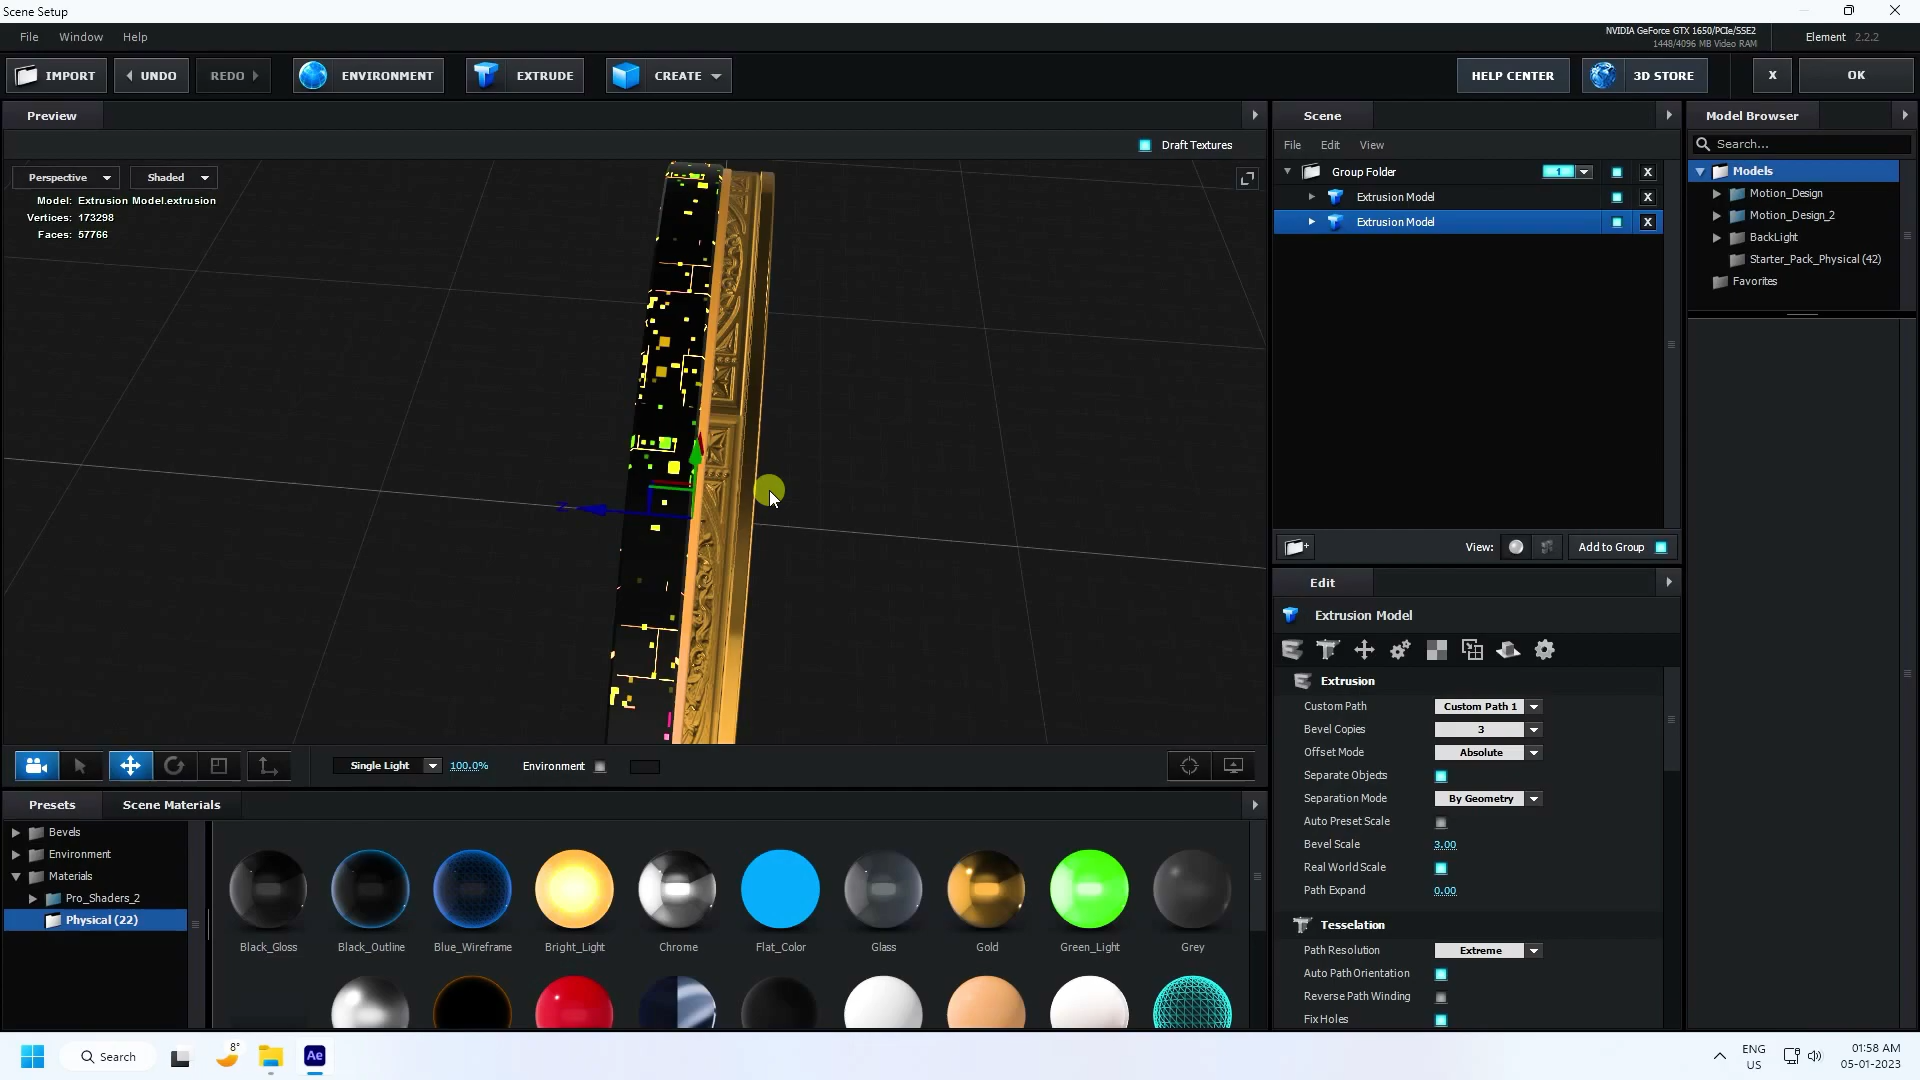 Scene Setup
File Window Help
NVIDIA GeForce GTX 1650/PCIe/SSE2
1448/4096 MB Video RAM
Element 2.2.2
IMPORT UNDO REDO ENVIRONMENT EXTRUDE CREATE HELP CENTER 3D STORE X OK
Preview
Draft Textures
Perspective Shaded
Model: Extrusion Model.extrusion
Vertices: 173298
Faces: 57766
Z
Single Light 100.0% Environment
Scene
File Edit View
Group Folder 1 X
Extrusion Model X
Extrusion Model X
View: Add to Group
Model Browser
Search...
Models
Motion_Design
Motion_Design_2
BackLight
Starter_Pack_Physical (42)
Favorites
Edit
Extrusion Model
Extrusion
Custom Path Custom Path 1
Bevel Copies 3
Offset Mode Absolute
Separate Objects
Separation Mode By Geometry
Auto Preset Scale
Bevel Scale 3.00
Real World Scale
Path Expand 0.00
Tesselation
Path Resolution Extreme
Auto Path Orientation
Reverse Path Winding
Fix Holes
Presets Scene Materials
Bevels
Environment
Materials
Pro_Shaders_2
Physical (22)
Black_Gloss Black_Outline Blue_Wireframe Bright_Light Chrome Flat_Color Glass Gold Green_Light Grey
Search 8° Ae
ENG
US
01:58 AM
05-01-2023